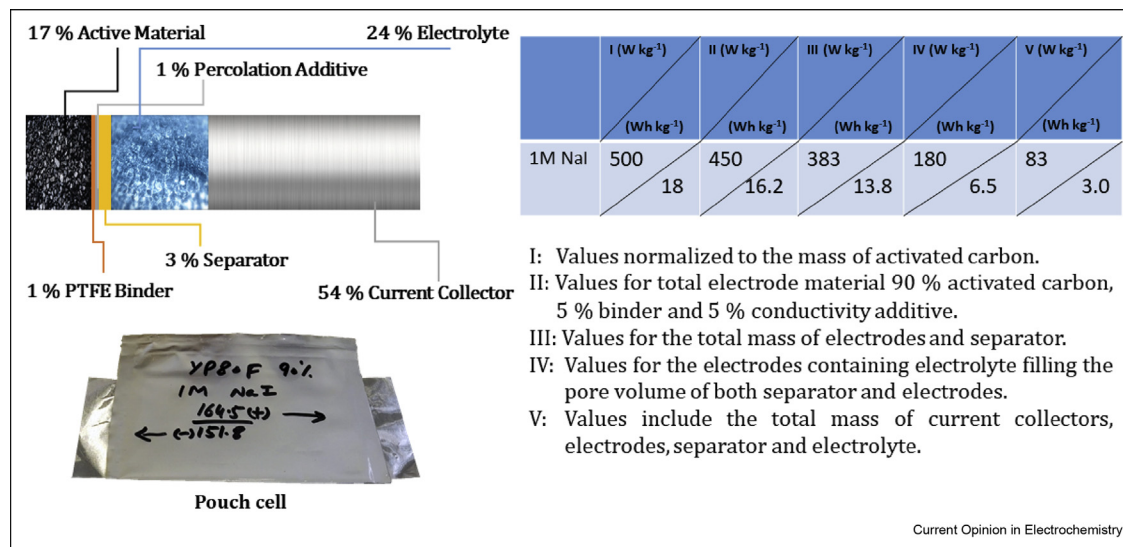 17 % Active Material
24 % Electrolyte
1 % Percolation Additive
3 % Separator
1 % PTFE Binder
54 % Current Collector
YP80F 90%
1M NaI
164.5(+) →
← (-)151.8
Pouch cell
I (W kg⁻¹) II (W kg⁻¹) III (W kg⁻¹) IV (W kg⁻¹) V (W kg⁻¹)
(Wh kg⁻¹) (Wh kg⁻¹) (Wh kg⁻¹) (Wh kg⁻¹) (Wh kg⁻¹)
1M NaI 500 450 383 180 83
18 16.2 13.8 6.5 3.0
I: Values normalized to the mass of activated carbon.
II: Values for total electrode material 90 % activated carbon,
5 % binder and 5 % conductivity additive.
III: Values for the total mass of electrodes and separator.
IV: Values for the electrodes containing electrolyte filling the
pore volume of both separator and electrodes.
V: Values include the total mass of current collectors,
electrodes, separator and electrolyte.
Current Opinion in Electrochemistry